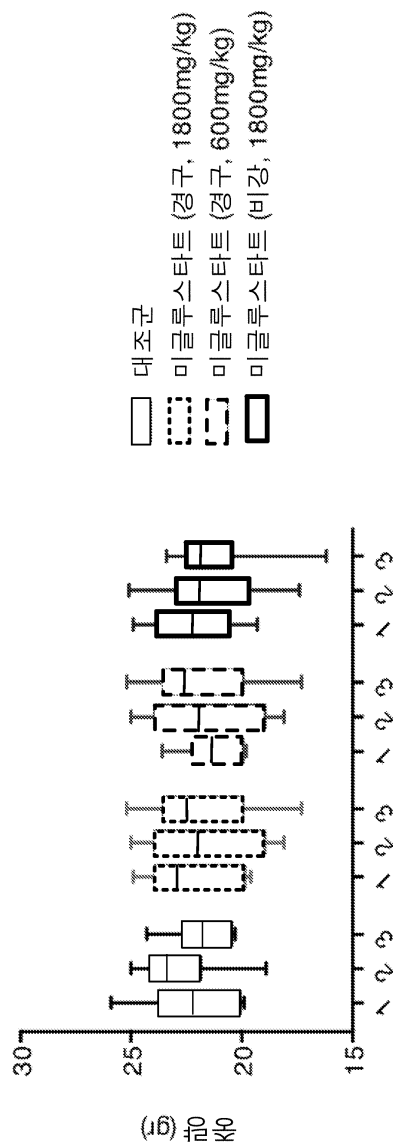 중량 (gr)
30
25
20
15
1 2 3 1 2 3 1 2 3 1 2 3
대조군
미글루스타트 (경구, 1800mg/kg)
미글루스타트 (경구, 600mg/kg)
미글루스타트 (비강, 1800mg/kg)